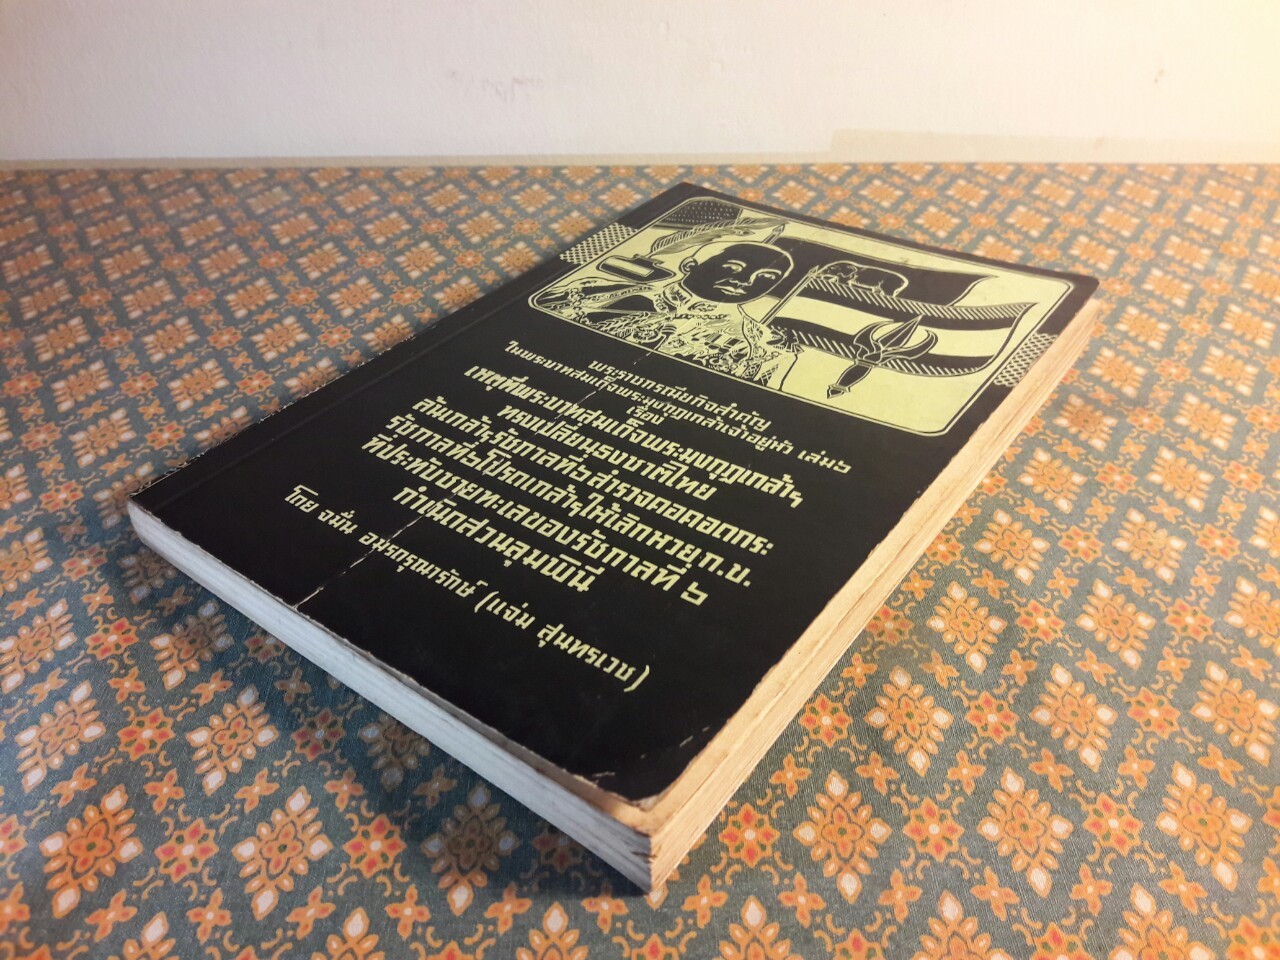 พระราชกรณียกิจสำคัญ
ในพระบาทสมเด็จพระมงกุฎเกล้าเจ้าอยู่หัว เล่ม๖
เรื่อง
เหตุที่พระบาทสมเด็จพระมงกุฎเกล้าฯ
ทรงเปลี่ยนธงชาติไทย
ล้นเกล้าฯรัชกาลที่๖สำรวจคอคอดกระ
รัชกาลที่๖โปรดเกล้าฯให้เลิกหวยก.ข.
ที่ประทับชายทะเลของรัชกาลที่ ๖
กำเนิดสวนลุมพินี
โดย จมื่น อมรดรุณารักษ์ (แจ่ม สุนทรเวช)